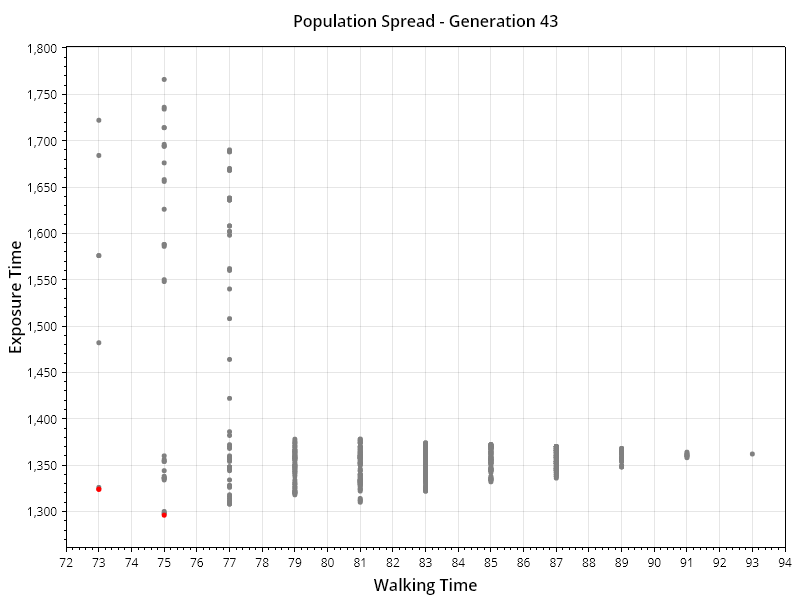 Population Spread - Generation 43
1,800
1,750
1,700
1,650
1,600
1,550
1,500
1,450
1,400
1,350
1,300
Exposure Time
72 73 74 75 76 77 78 79 80 81 82 83 84 85 86 87 88 89 90 91 92 93 94
Walking Time